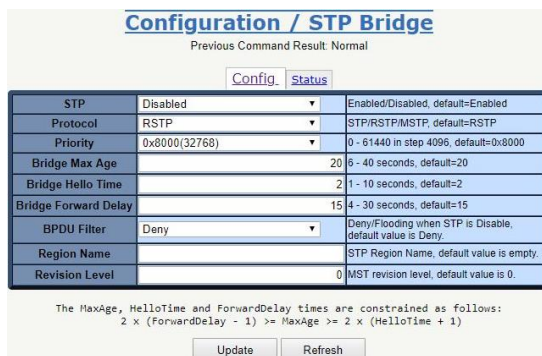 Configuration / STP Bridge
Previous Command Result: Normal
Config Status
STP Disabled Enabled/Disabled, default=Enabled
Protocol RSTP STP/RSTP/MSTP, default=RSTP
Priority 0x8000(32768) 0 - 61440 in step 4096, default=0x8000
Bridge Max Age 20 6 - 40 seconds, default=20
Bridge Hello Time 2 1 - 10 seconds, default=2
Bridge Forward Delay 15 4 - 30 seconds, default=15
BPDU Filter Deny Deny/Flooding when STP is Disable,
default value is Deny.
Region Name STP Region Name, default value is empty.
Revision Level 0 MST revision level, default value is 0.
The MaxAge, HelloTime and ForwardDelay times are constrained as follows:
2 x (ForwardDelay - 1) >= MaxAge >= 2 x (HelloTime + 1)
Update Refresh